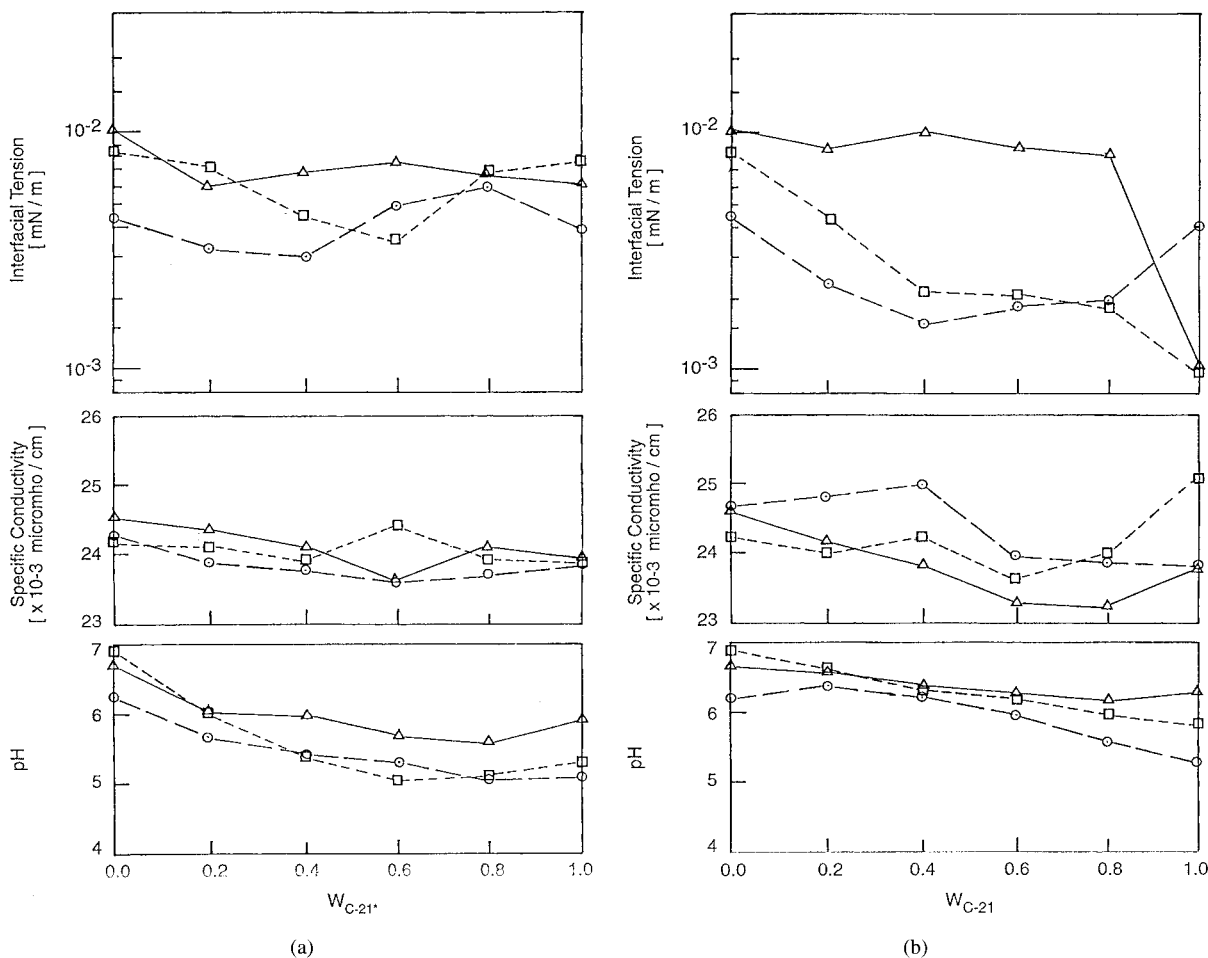 Interfacial Tension
[ mN / m ]
10-2
10-3
Specific Conductivity
[ x 10-3 micromho / cm ]
26
25
24
23
pH
7
6
5
4
0.0 0.2 0.4 0.6 0.8 1.0
WC-21*
(a)
Interfacial Tension
[ mN / m ]
10-2
10-3
Specific Conductivity
[ x 10-3 micromho / cm ]
26
25
24
23
pH
7
6
5
4
0.0 0.2 0.4 0.6 0.8 1.0
WC-21
(b)